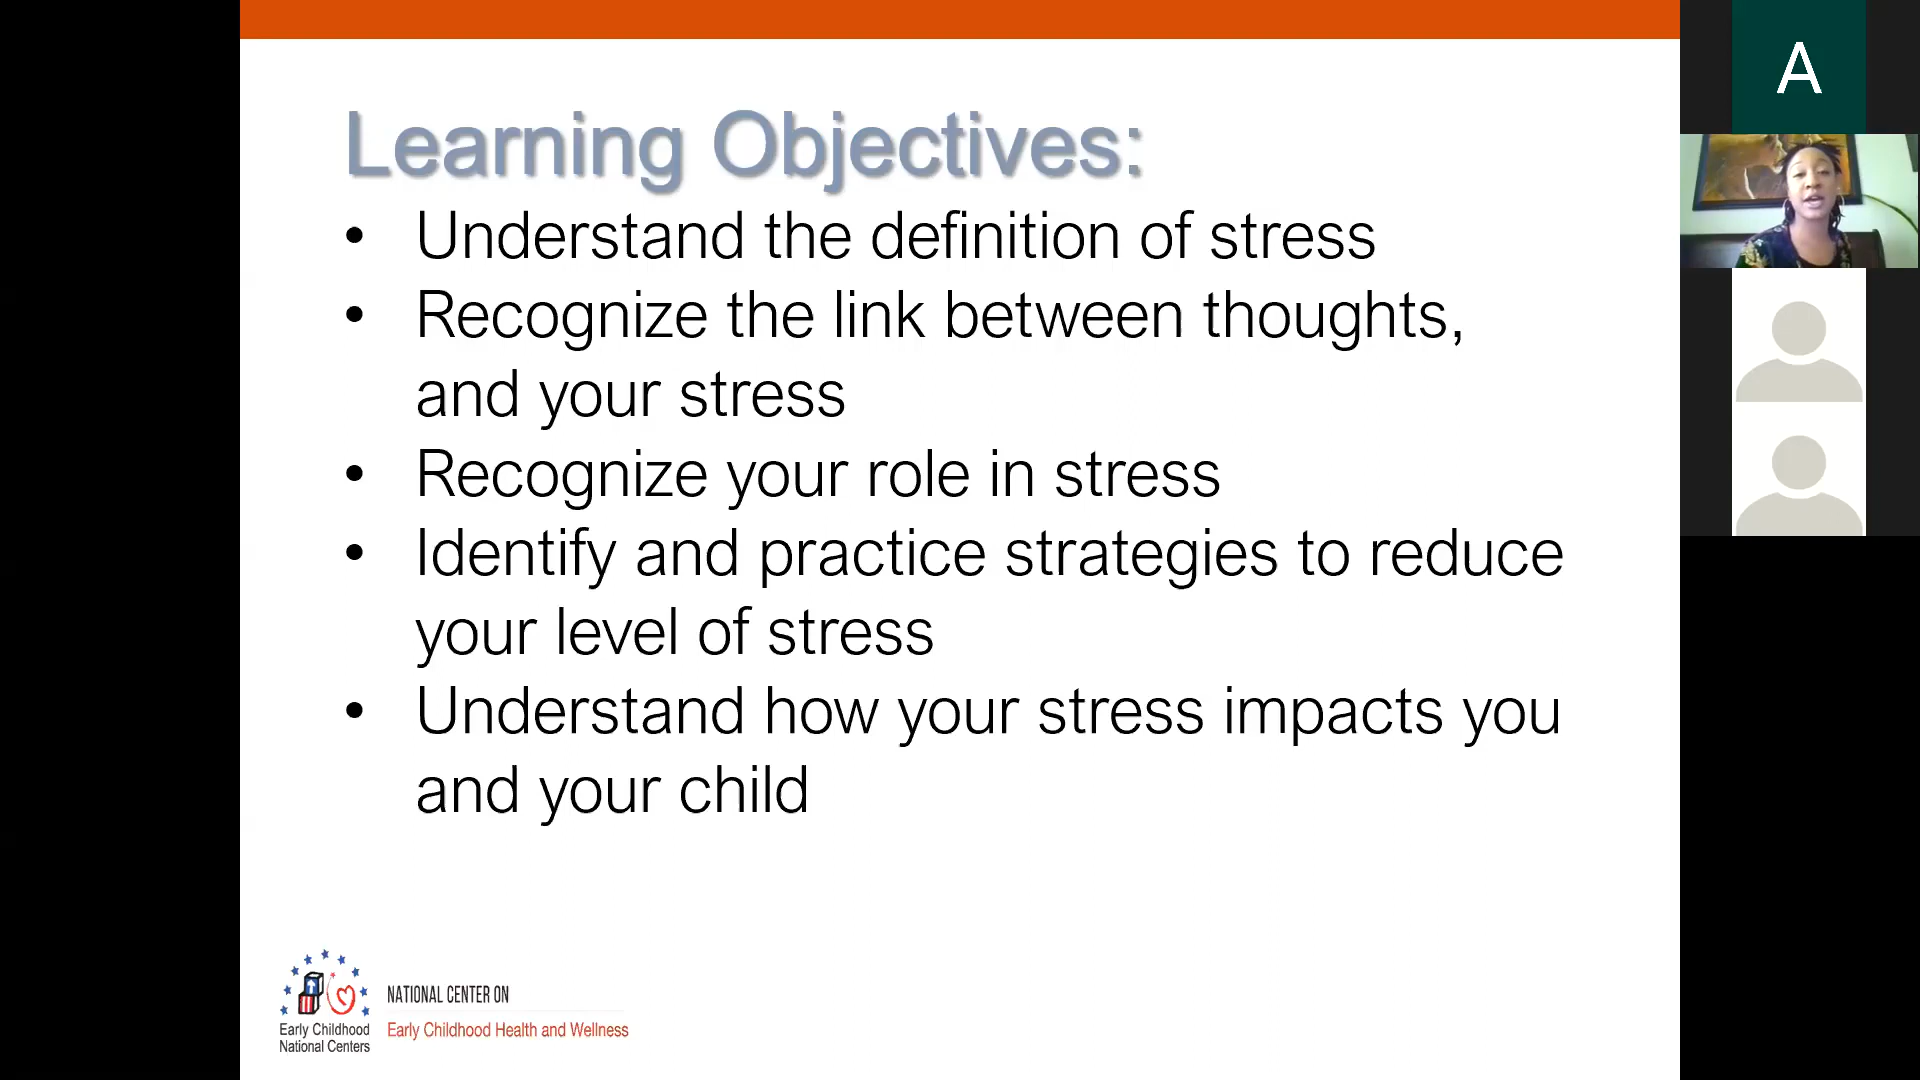 Learning Objectives:
• Understand the definition of stress
• Recognize the link between thoughts,
and your stress
• Recognize your role in stress
• Identify and practice strategies to reduce
your level of stress
• Understand how your stress impacts you
and your child
Early Childhood
National Centers
NATIONAL CENTER ON
Early Childhood Health and Wellness
A